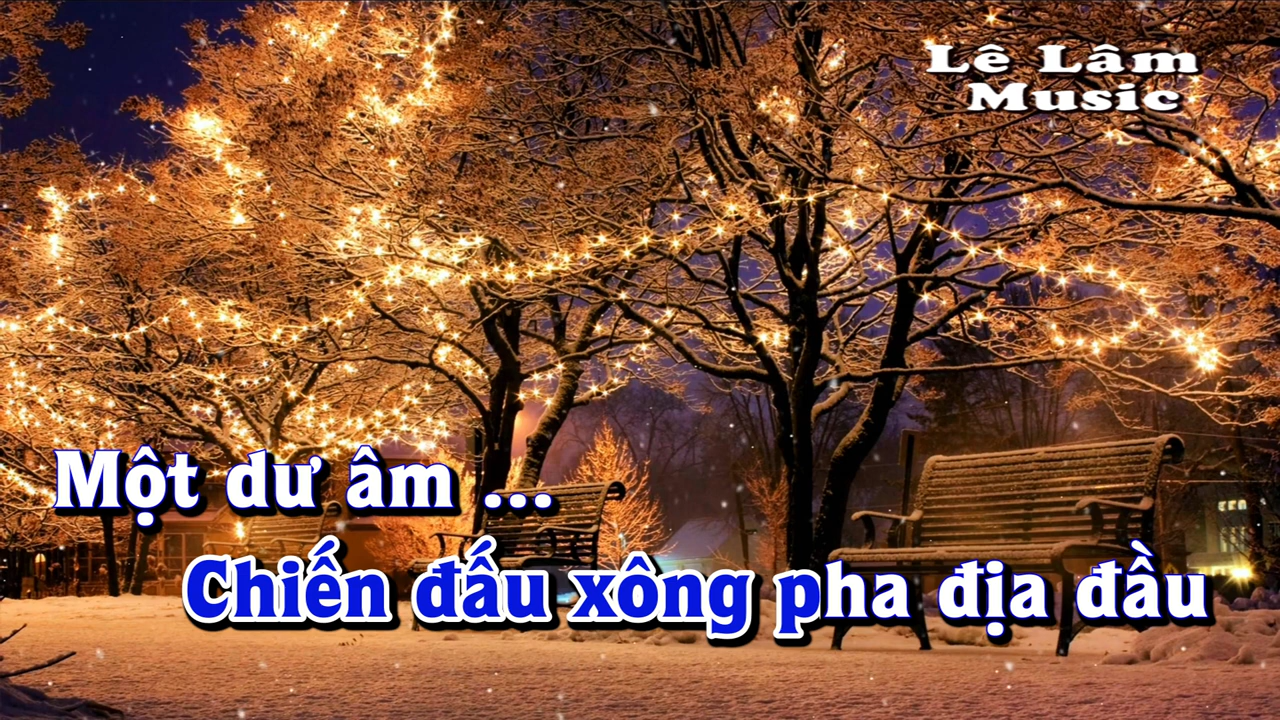 Lê Lâm
Music
Một dư âm ...
Chiến đấu xông pha địa đầu